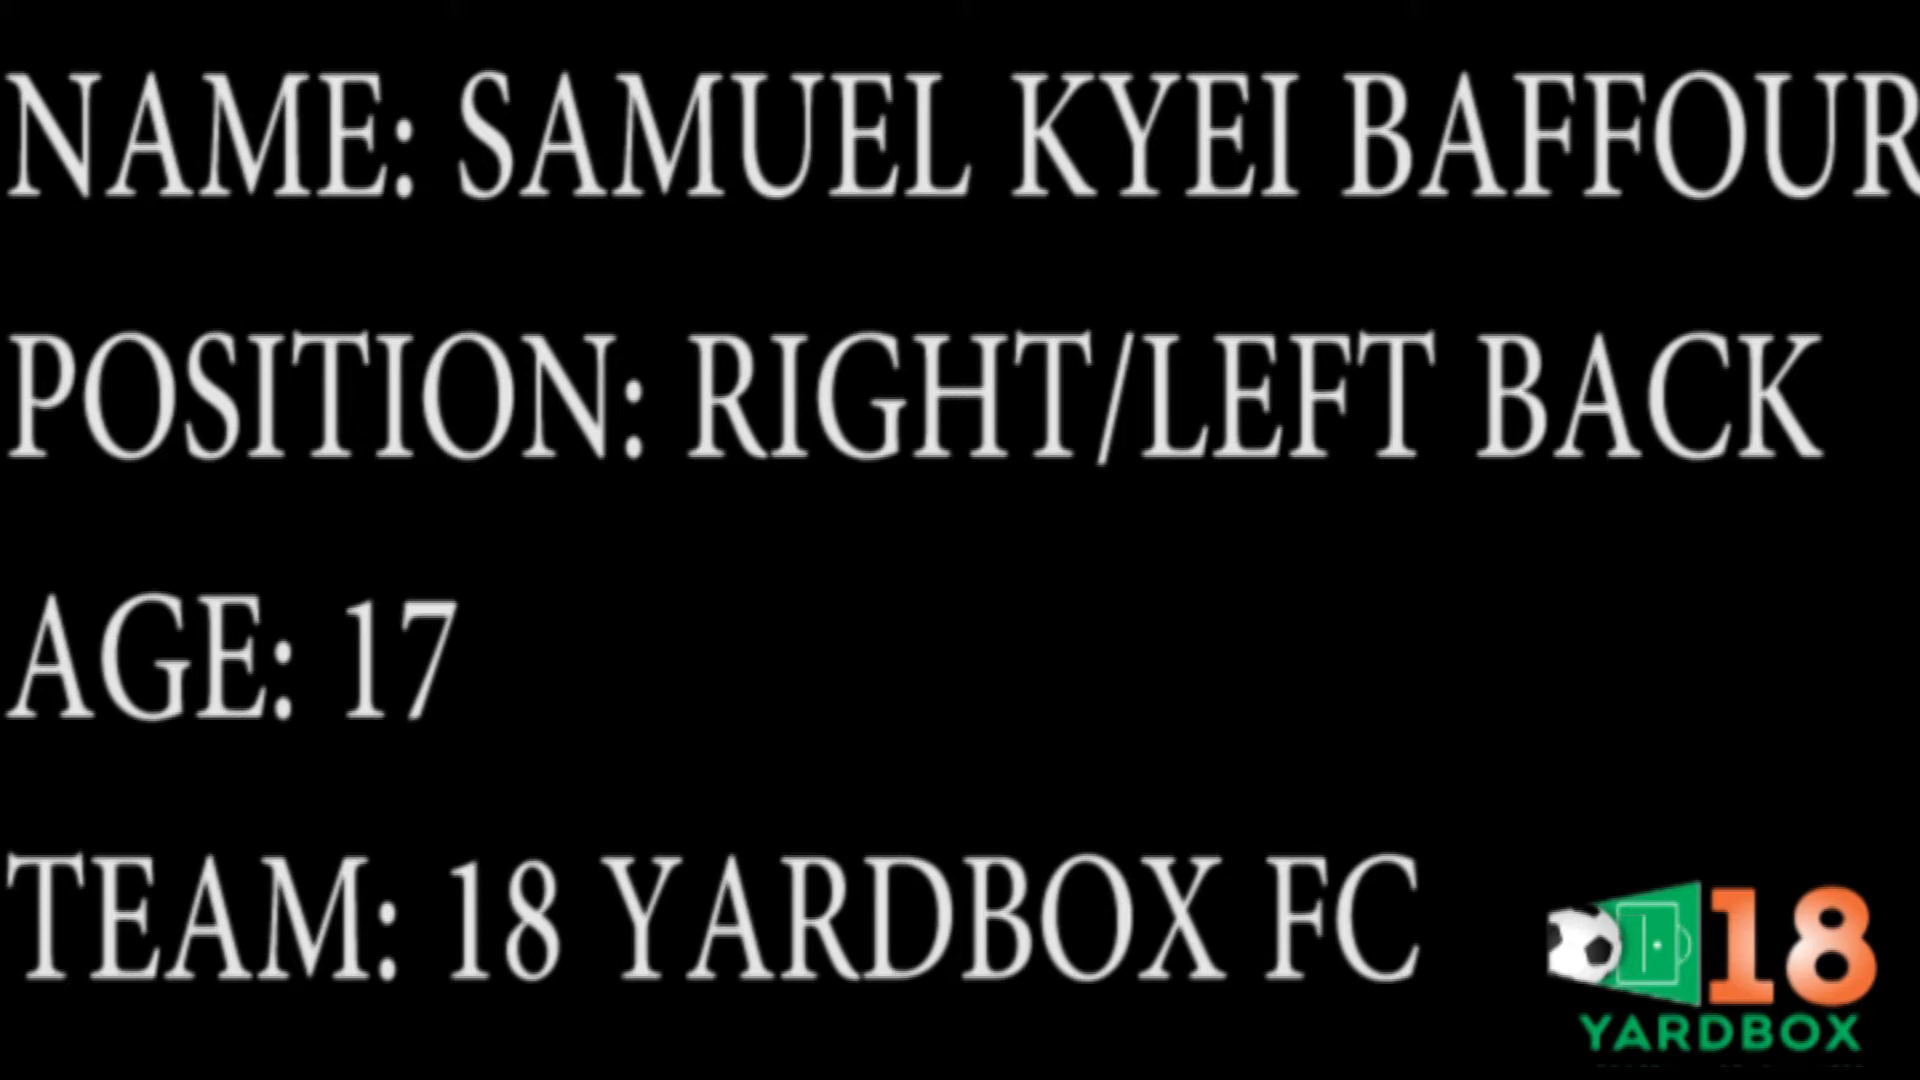 NAME: SAMUEL KYEI BAFFOUR
POSITION: RIGHT/LEFT BACK
AGE: 17
TEAM: 18 YARDBOX FC
18
YARDBOX